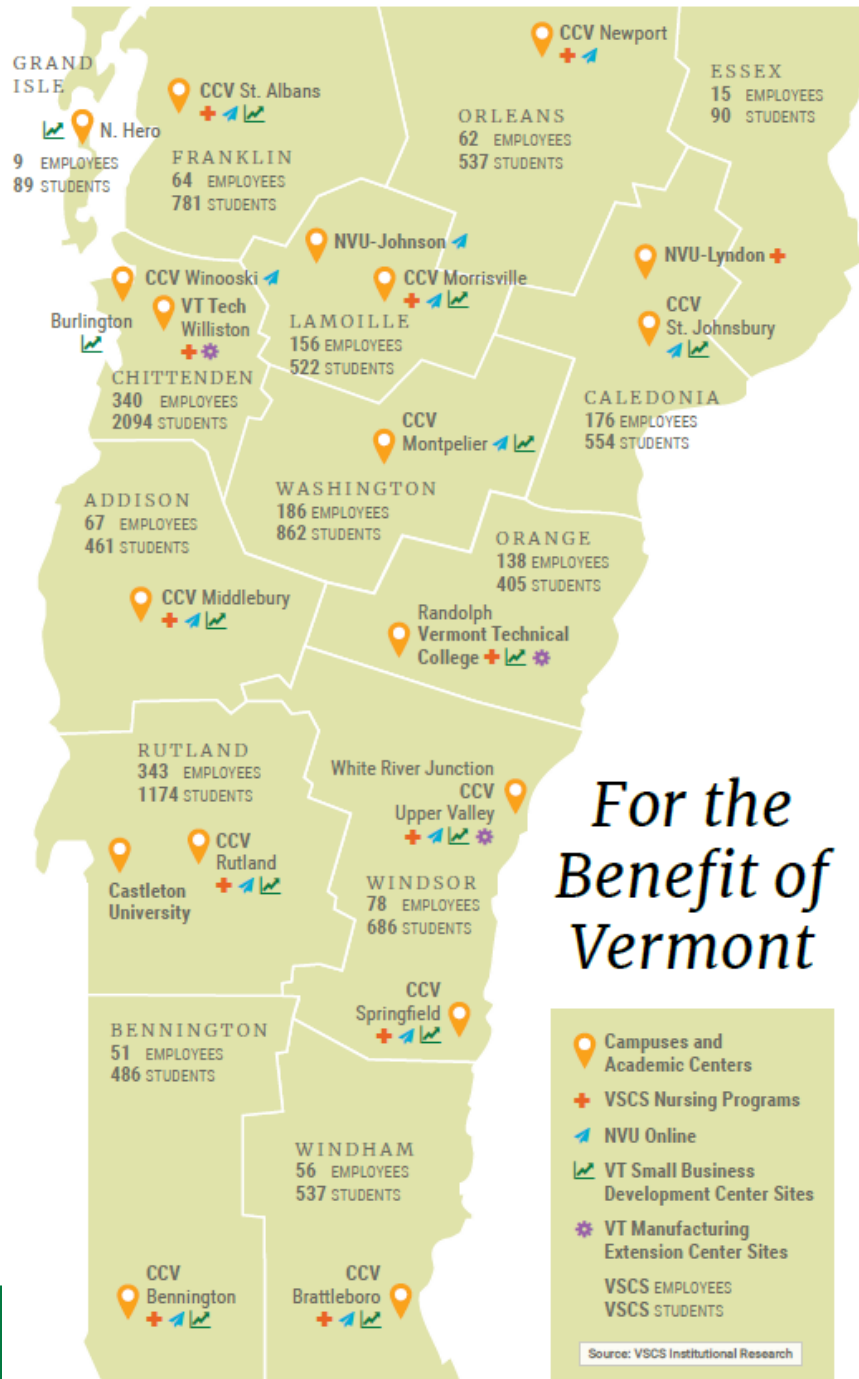 GRAND
ISLE
N. Hero
9 EMPLOYEES
89 STUDENTS
CCV St. Albans
FRANKLIN
64 EMPLOYEES
781 STUDENTS
CCV Newport
ORLEANS
62 EMPLOYEES
537 STUDENTS
ESSEX
15 EMPLOYEES
90 STUDENTS
NVU-Johnson
CCV Morrisville
LAMOILLE
156 EMPLOYEES
522 STUDENTS
NVU-Lyndon
CCV
St. Johnsbury
CALEDONIA
176 EMPLOYEES
554 STUDENTS
CCV Winooski
Burlington
VT Tech
Williston
CHITTENDEN
340 EMPLOYEES
2094 STUDENTS
CCV
Montpelier
WASHINGTON
186 EMPLOYEES
862 STUDENTS
ADDISON
67 EMPLOYEES
461 STUDENTS
CCV Middlebury
ORANGE
138 EMPLOYEES
405 STUDENTS
Randolph
Vermont Technical
College
RUTLAND
343 EMPLOYEES
1174 STUDENTS
CCV
Rutland
Castleton
University
White River Junction
CCV
Upper Valley
WINDSOR
78 EMPLOYEES
686 STUDENTS
CCV
Springfield
BENNINGTON
51 EMPLOYEES
486 STUDENTS
WINDHAM
56 EMPLOYEES
537 STUDENTS
CCV
Bennington
CCV
Brattleboro
For the
Benefit of
Vermont
Campuses and
Academic Centers
VSCS Nursing Programs
NVU Online
VT Small Business
Development Center Sites
VT Manufacturing
Extension Center Sites
VSCS EMPLOYEES
VSCS STUDENTS
Source: VSCS Institutional Research